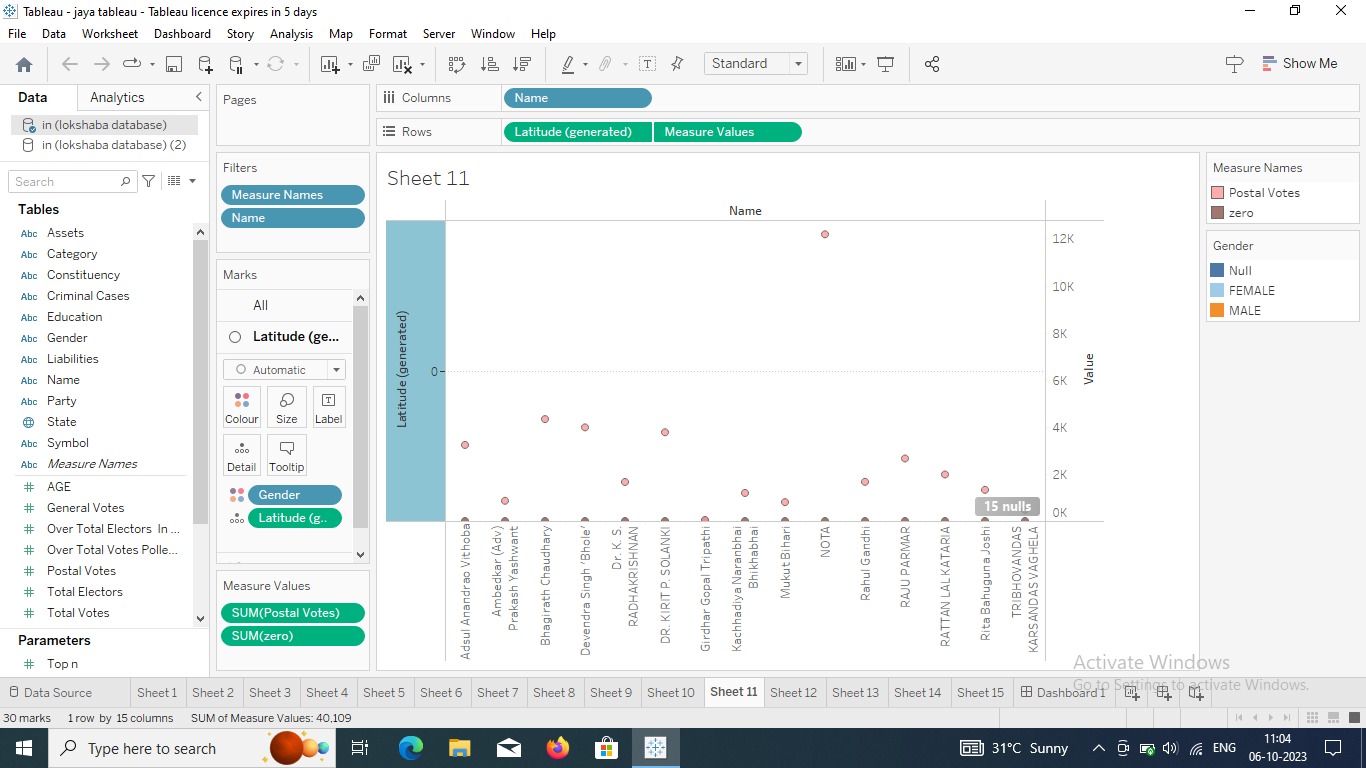 Tableau - jaya tableau - Tableau licence expires in 5 days
File Data Worksheet Dashboard Story Analysis Map Format Server Window Help
Standard
Show Me
Data Analytics
in (lokshaba database)
in (lokshaba database) (2)
Search
Tables
Abc Assets
Abc Category
Abc Constituency
Abc Criminal Cases
Abc Education
Abc Gender
Abc Liabilities
Abc Name
Abc Party
State
Abc Symbol
Abc Measure Names
# AGE
# General Votes
# Over Total Electors In ...
# Over Total Votes Polle...
# Postal Votes
# Total Electors
# Total Votes
Parameters
# Top n
Pages
Filters
Measure Names
Name
Marks
All
Latitude (ge...
Automatic
Colour Size Label
Detail Tooltip
Gender
Latitude (g..
Measure Values
SUM(Postal Votes)
SUM(zero)
Columns Name
Rows Latitude (generated) Measure Values
Sheet 11
Name
Latitude (generated)
0
12K
10K
8K
6K
4K
2K
0K
Value
15 nulls
Adsul Anandrao Vithoba
Ambedkar (Adv)
Prakash Yashwant
Bhagirath Chaudhary
Devendra Singh 'Bhole'
Dr. K. S.
RADHAKRISHNAN
DR. KIRIT P. SOLANKI
Girdhar Gopal Tripathi
Kachhadiya Naranbhai
Bhikhabhai
Mukut Bihari
NOTA
Rahul Gandhi
RAJU PARMAR
RATTAN LAL KATARIA
Rita Bahuguna Joshi
TRIBHOVANDAS
KARSANDAS VAGHELA
Measure Names
Postal Votes
zero
Gender
Null
FEMALE
MALE
Activate Windows
Go to Settings to activate Windows.
Data Source Sheet 1 Sheet 2 Sheet 3 Sheet 4 Sheet 5 Sheet 6 Sheet 7 Sheet 8 Sheet 9 Sheet 10 Sheet 11 Sheet 12 Sheet 13 Sheet 14 Sheet 15 Dashboard 1
30 marks 1 row by 15 columns SUM of Measure Values: 40,109
Type here to search
31°C Sunny
ENG
11:04
06-10-2023